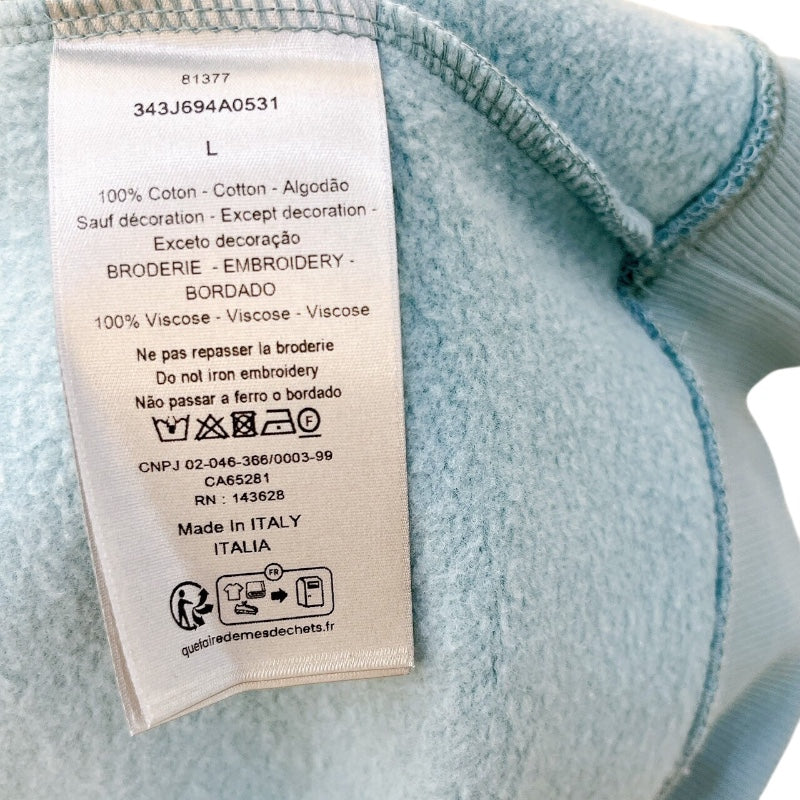 81377
343J694A0531
L
100% Coton - Cotton - Algodão
Sauf décoration - Except decoration -
Exceto decoração
BRODERIE - EMBROIDERY -
BORDADO
100% Viscose - Viscose - Viscose
Ne pas repasser la broderie
Do not iron embroidery
Não passar a ferro o bordado
F
CNPJ 02-046-366/0003-99
CA65281
RN : 143628
Made In ITALY
ITALIA
FR
quefairedemesdechets.fr